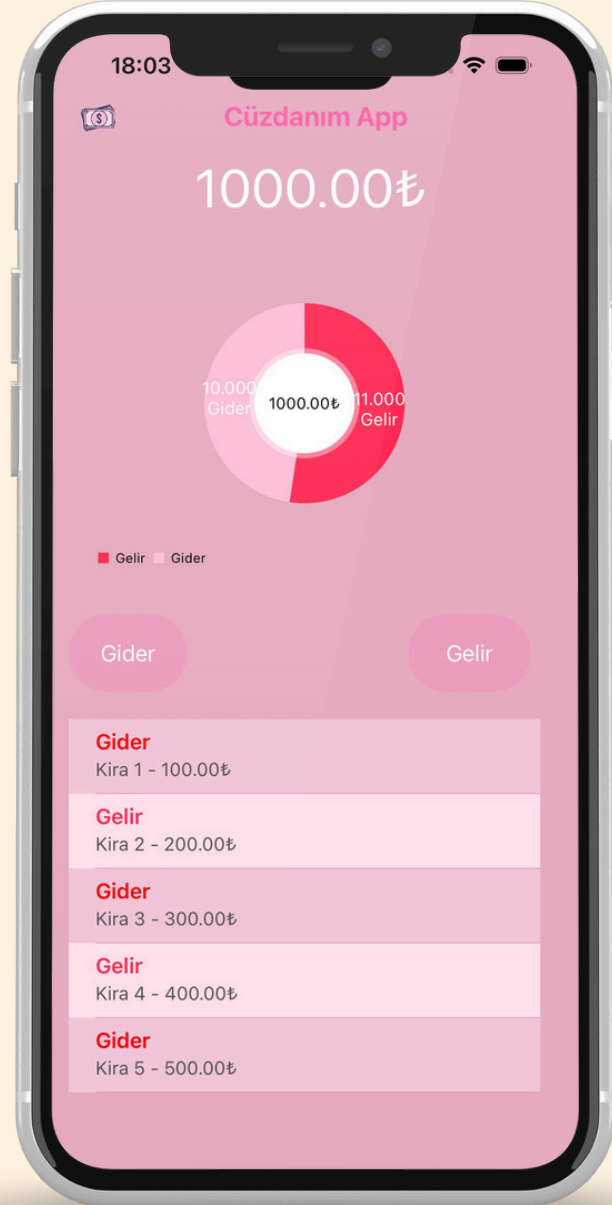 18:03
Cüzdanım App
1000.00₺
10.000
Gider
1000.00₺
11.000
Gelir
Gelir Gider
Gider Gelir
Gider
Kira 1 - 100.00₺
Gelir
Kira 2 - 200.00₺
Gider
Kira 3 - 300.00₺
Gelir
Kira 4 - 400.00₺
Gider
Kira 5 - 500.00₺